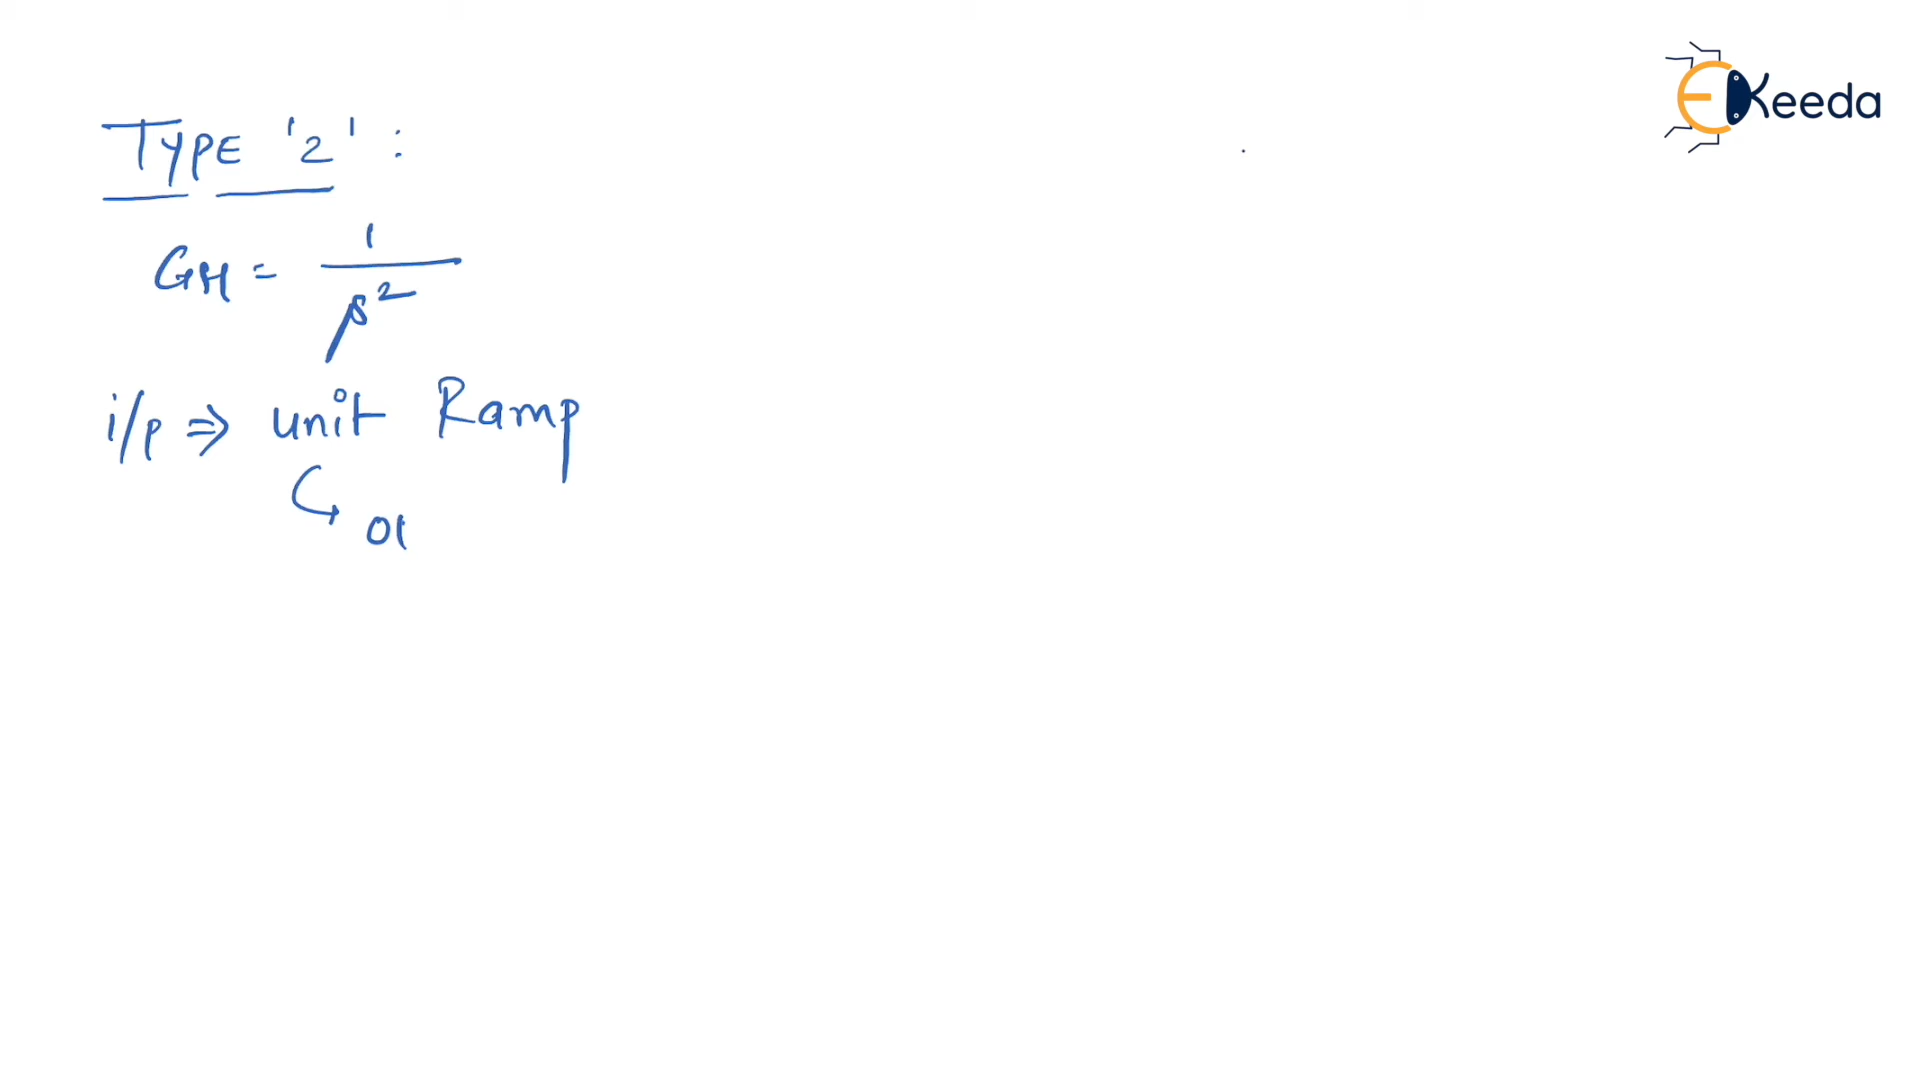 TYPE '2' :
GH = 1 / s²
i/p ⇒ unit Ramp
↳ 01
EKeeda